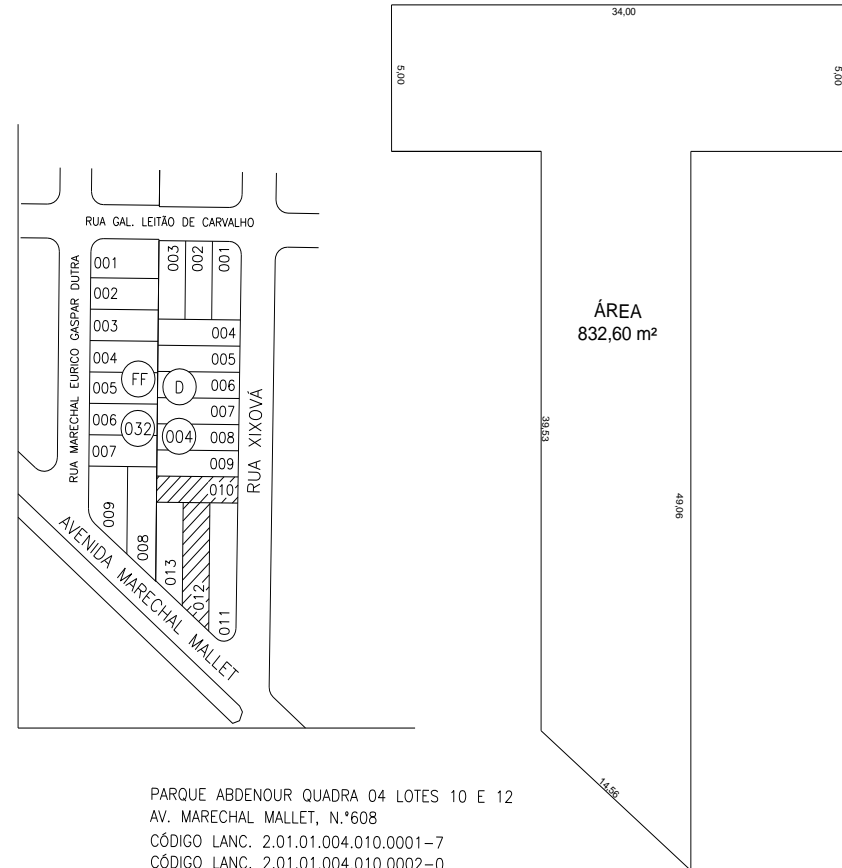 34,00
5,00
5,00
RUA GAL. LEITÃO DE CARVALHO
RUA MARECHAL EURICO GASPAR DUTRA
001
002
003
004
005
006
007
009
008
FF
032
D
004
003
002
001
004
005
006
007
008
009
010
013
012
011
RUA XIXOVÁ
AVENIDA MARECHAL MALLET
ÁREA
832,60 m²
39,53
49,06
14,56
PARQUE ABDENOUR QUADRA 04 LOTES 10 E 12
AV. MARECHAL MALLET, N.º608
CÓDIGO LANC. 2.01.01.004.010.0001-7
CÓDIGO LANC. 2.01.01.004.010.0002-0